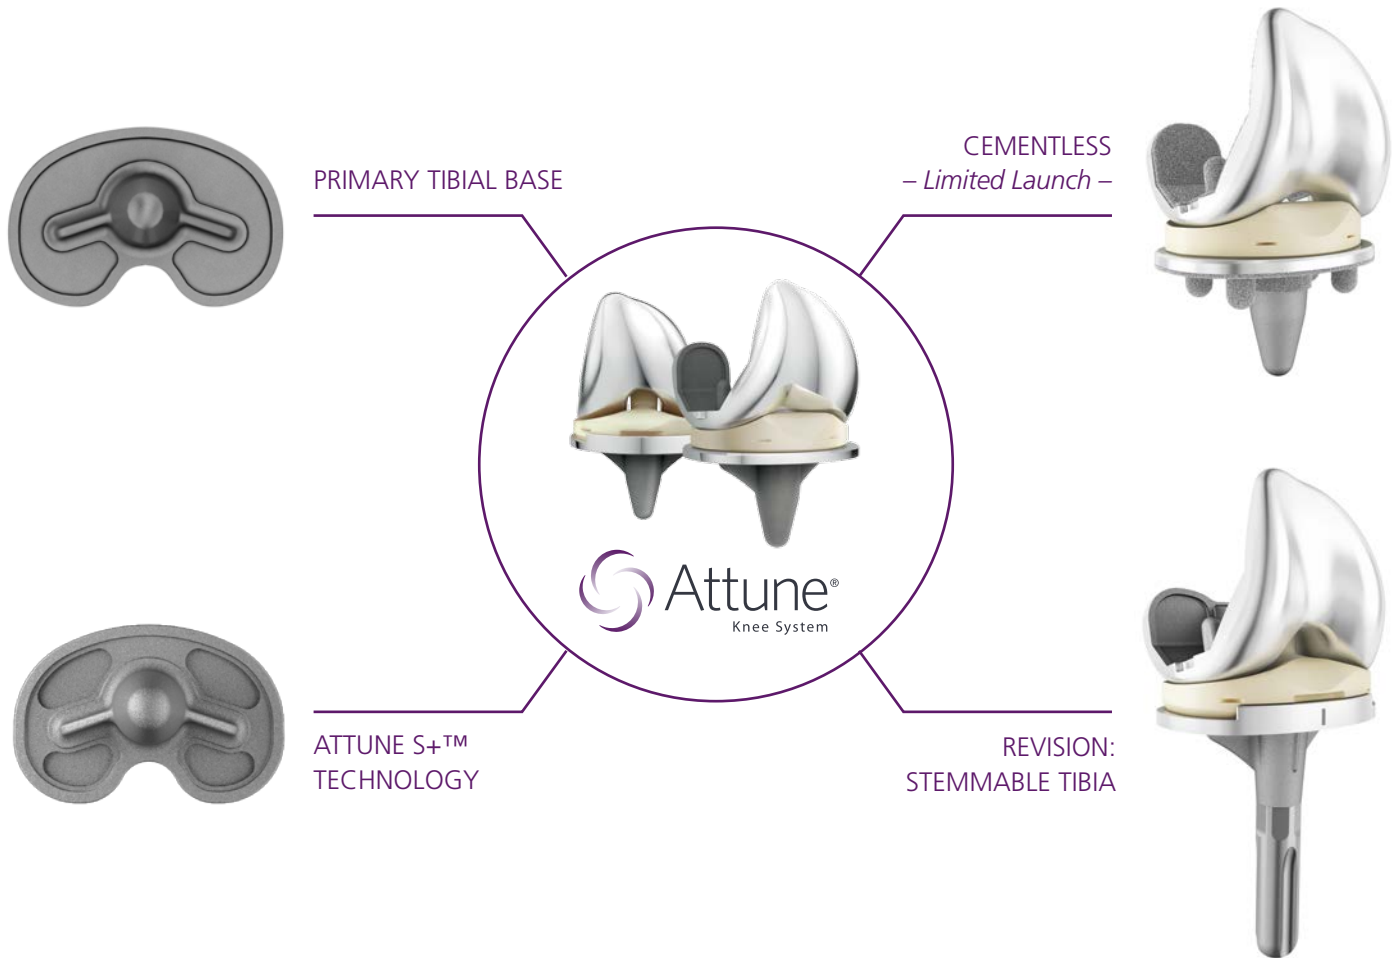 PRIMARY TIBIAL BASE
CEMENTLESS
– Limited Launch –
Attune®
Knee System
ATTUNE S+™
TECHNOLOGY
REVISION:
STEMMABLE TIBIA